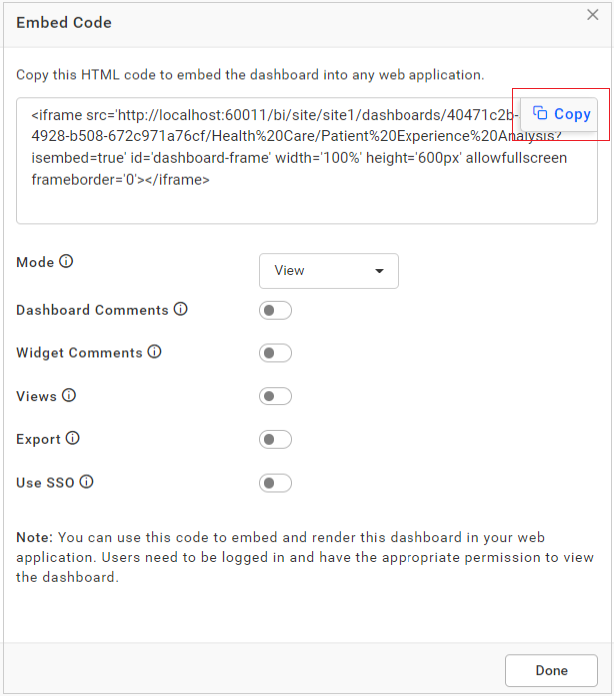 Embed Code
Copy this HTML code to embed the dashboard into any web application.
<iframe src='http://localhost:60011/bi/site/site1/dashboards/40471c2b-
Copy
4928-b508-672c971a76cf/Health%20Care/Patient%20Experience%20Analysis?
isembed=true' id='dashboard-frame' width='100%' height='600px' allowfullscreen
frameborder='0'></iframe>
Mode
View
Dashboard Comments
Widget Comments
Views
Export
Use SSO
Note: You can use this code to embed and render this dashboard in your web
application. Users need to be logged in and have the appropriate permission to view
the dashboard.
Done